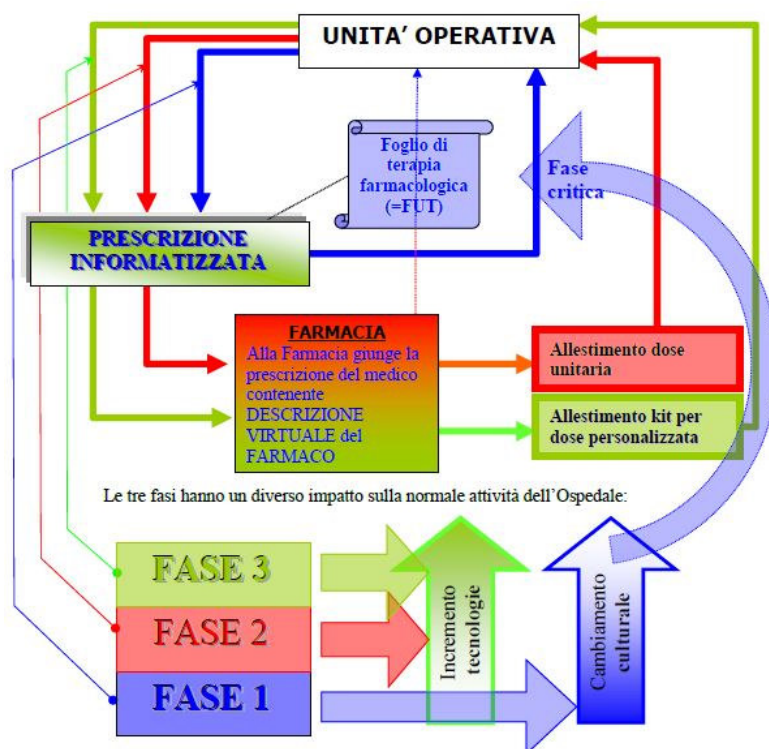 UNITA’ OPERATIVA
Foglio di
terapia
farmacologica
(=FUT)
Fase
critica
PRESCRIZIONE
INFORMATIZZATA
FARMACIA
Alla Farmacia giunge la
prescrizione del medico
contenente
DESCRIZIONE
VIRTUALE del
FARMACO
Allestimento dose
unitaria
Allestimento kit per
dose personalizzata
Le tre fasi hanno un diverso impatto sulla normale attività dell’Ospedale:
FASE 3
FASE 2
FASE 1
Incremento
tecnologie
Cambiamento
culturale